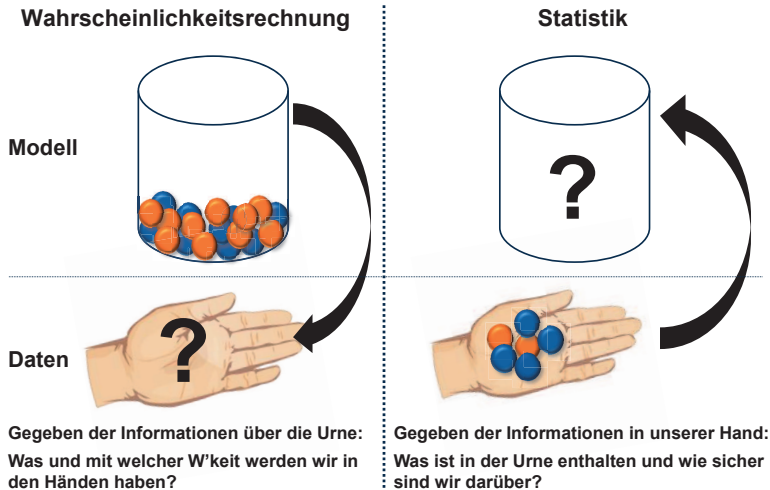 Wahrscheinlichkeitsrechnung
Statistik
Modell
?
Daten
?
Gegeben der Informationen über die Urne:
Was und mit welcher W'keit werden wir in
den Händen haben?
Gegeben der Informationen in unserer Hand:
Was ist in der Urne enthalten und wie sicher
sind wir darüber?